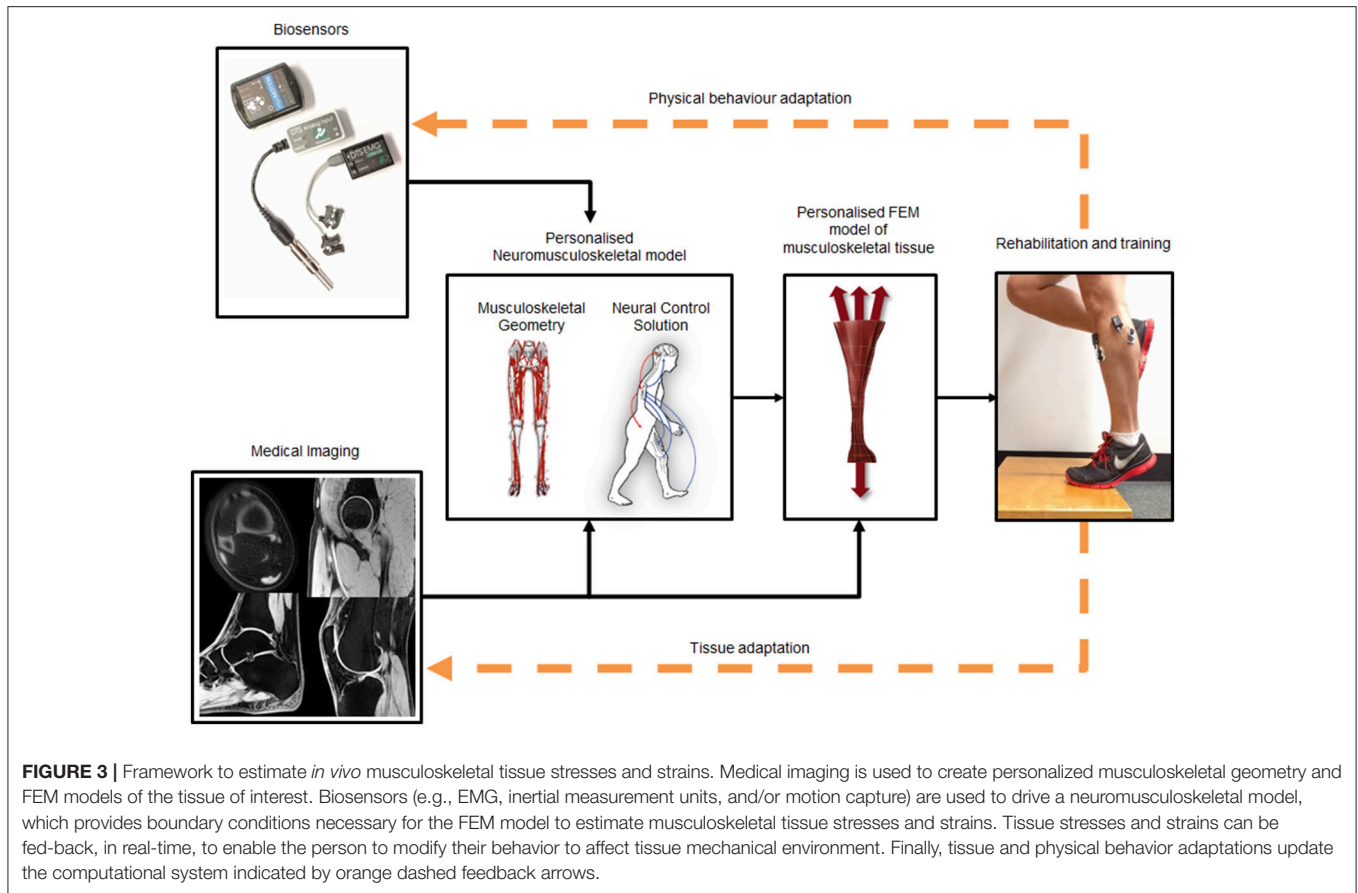 Biosensors
DTS Analog Input
DTS EMG
Physical behaviour adaptation
Personalised
Neuromusculoskeletal model
Musculoskeletal
Geometry
Neural Control
Solution
Personalised FEM
model of
musculoskeletal tissue
Rehabilitation and training
Medical Imaging
Tissue adaptation
FIGURE 3 | Framework to estimate in vivo musculoskeletal tissue stresses and strains. Medical imaging is used to create personalized musculoskeletal geometry and
FEM models of the tissue of interest. Biosensors (e.g., EMG, inertial measurement units, and/or motion capture) are used to drive a neuromusculoskeletal model,
which provides boundary conditions necessary for the FEM model to estimate musculoskeletal tissue stresses and strains. Tissue stresses and strains can be
fed-back, in real-time, to enable the person to modify their behavior to affect tissue mechanical environment. Finally, tissue and physical behavior adaptations update
the computational system indicated by orange dashed feedback arrows.